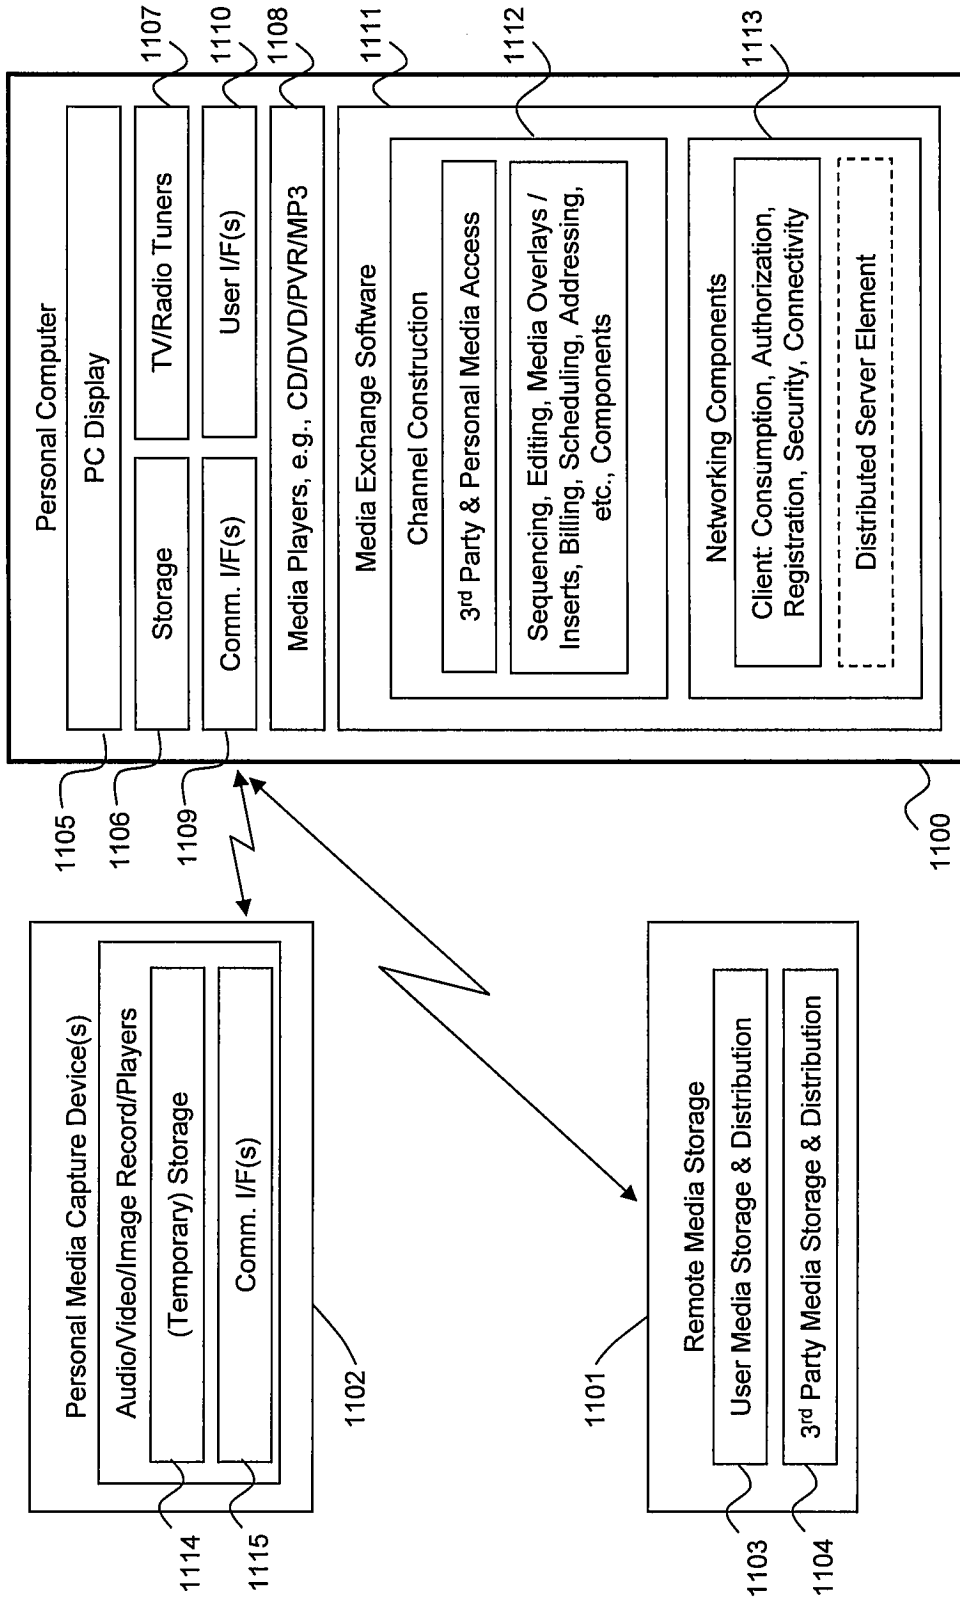 Personal Media Capture Device(s)
Audio/Video/Image Record/Players
(Temporary) Storage
Comm. I/F(s)
1114
1115
1102
Remote Media Storage
User Media Storage & Distribution
3rd Party Media Storage & Distribution
1101
1103
1104
Personal Computer
PC Display
Storage
TV/Radio Tuners
Comm. I/F(s)
User I/F(s)
Media Players, e.g., CD/DVD/PVR/MP3
Media Exchange Software
Channel Construction
3rd Party & Personal Media Access
Sequencing, Editing, Media Overlays /
Inserts, Billing, Scheduling, Addressing,
etc., Components
Networking Components
Client: Consumption, Authorization,
Registration, Security, Connectivity
Distributed Server Element
1105
1106
1109
1100
1107
1110
1108
1111
1112
1113